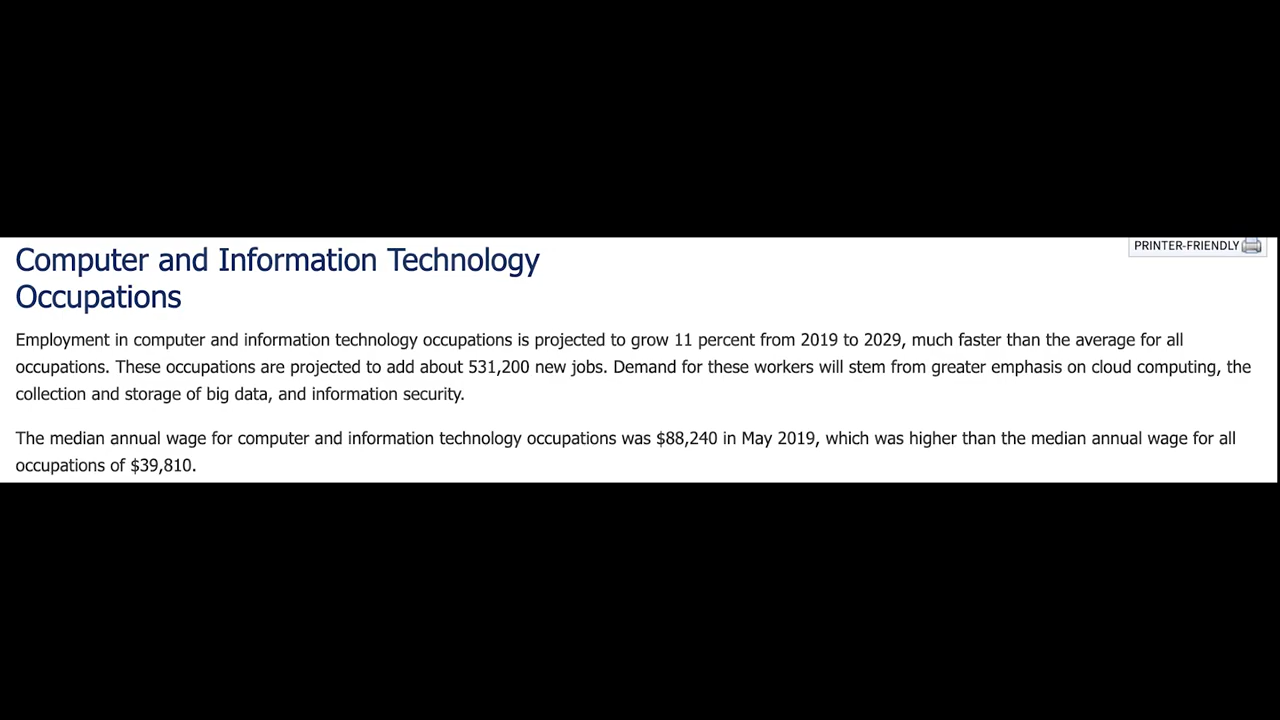 PRINTER-FRIENDLY
Computer and Information Technology
Occupations
Employment in computer and information technology occupations is projected to grow 11 percent from 2019 to 2029, much faster than the average for all
occupations. These occupations are projected to add about 531,200 new jobs. Demand for these workers will stem from greater emphasis on cloud computing, the
collection and storage of big data, and information security.
The median annual wage for computer and information technology occupations was $88,240 in May 2019, which was higher than the median annual wage for all
occupations of $39,810.